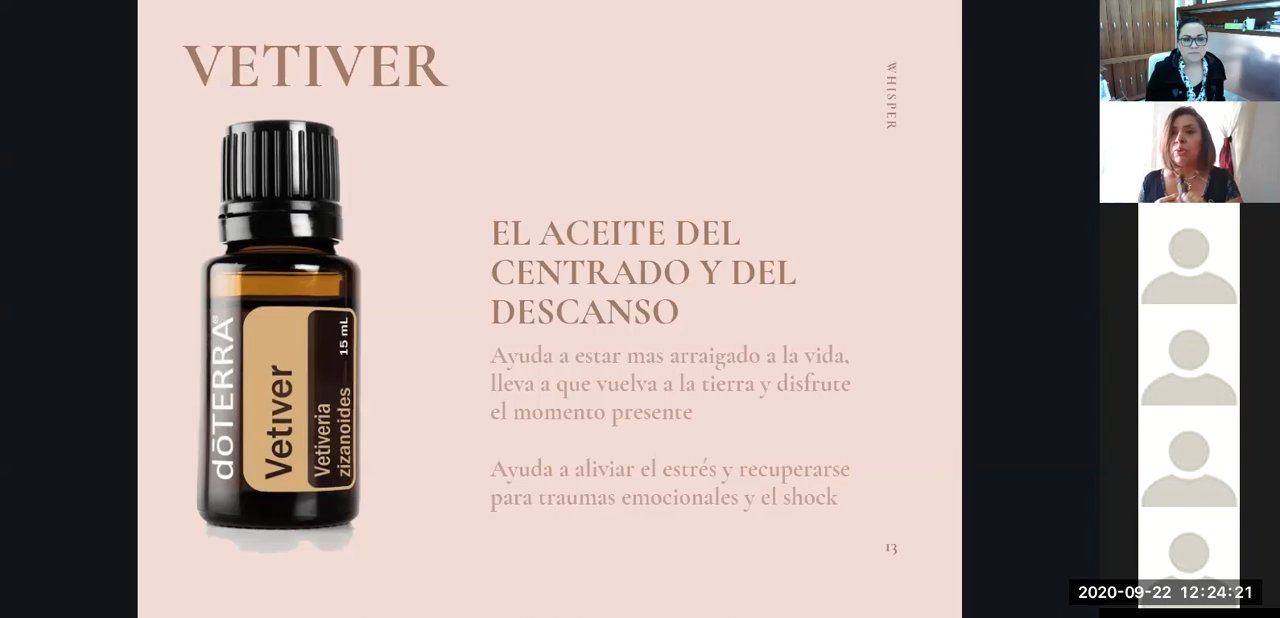 VETIVER
WHISPER
EL ACEITE DEL
CENTRADO Y DEL
DESCANSO
Ayuda a estar mas arraigado a la vida,
lleva a que vuelva a la tierra y disfrute
el momento presente
Ayuda a aliviar el estrés y recuperarse
para traumas emocionales y el shock
dōTERRA®
Vetiver
Vetiveria
zizanoides
15 mL
13
2020-09-22 12:24:21